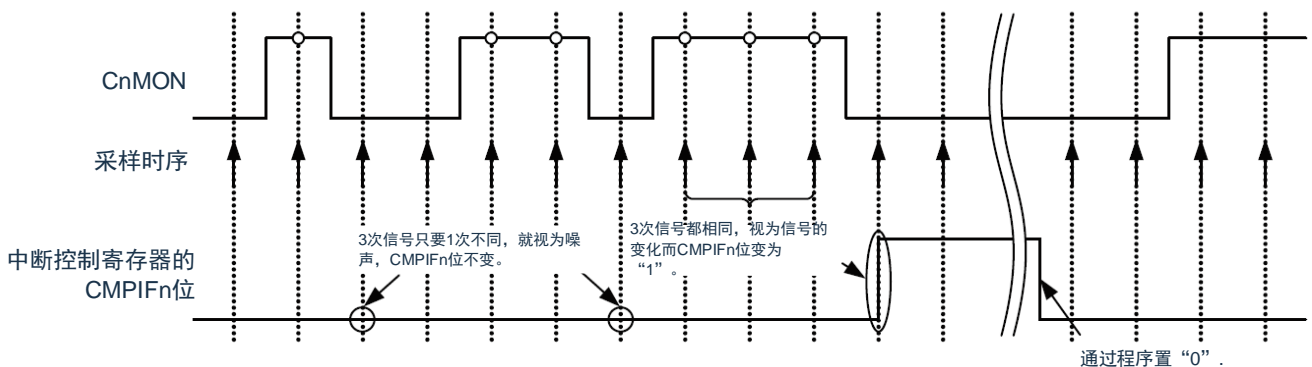 CnMON
采样时序
3次信号只要1次不同，就视为噪
声，CMPIFn位不变。
3次信号都相同，视为信号的
变化而CMPIFn位变为
“1”。
中断控制寄存器的
CMPIFn位
通过程序置“0”.